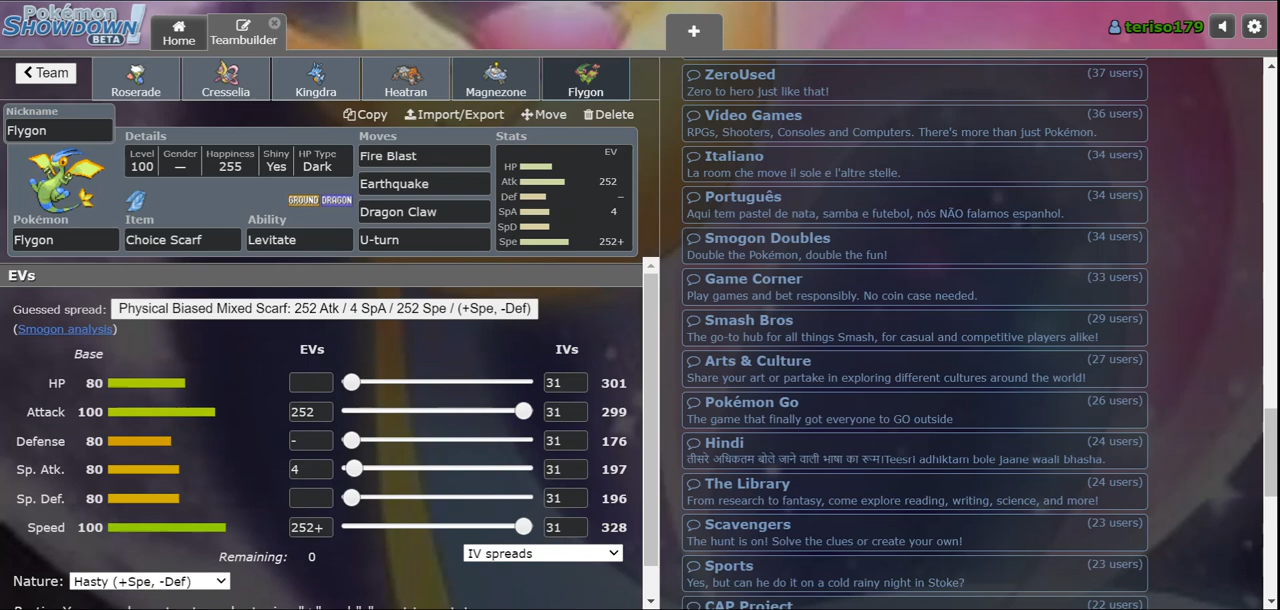 Pokémon
SHOWDOWN!
BETA
Home
Teambuilder
+
teriso179
Team
Roserade
Cresselia
Kingdra
Heatran
Magnezone
Flygon
Copy
Import/Export
Move
Delete
Nickname
Flygon
Details
Level
100
Gender
—
Happiness
255
Shiny
Yes
HP Type
Dark
GROUND
DRAGON
Pokémon
Flygon
Item
Choice Scarf
Ability
Levitate
Moves
Fire Blast
Earthquake
Dragon Claw
U-turn
Stats
EV
HP
Atk 252
Def –
SpA 4
SpD
Spe 252+
EVs
Guessed spread: Physical Biased Mixed Scarf: 252 Atk / 4 SpA / 252 Spe / (+Spe, -Def)
(Smogon analysis)
Base EVs IVs
HP 80 31 301
Attack 100 252 31 299
Defense 80 - 31 176
Sp. Atk. 80 4 31 197
Sp. Def. 80 31 196
Speed 100 252+ 31 328
Remaining: 0
IV spreads
Nature: Hasty (+Spe, -Def)
ZeroUsed (37 users)
Zero to hero just like that!
Video Games (36 users)
RPGs, Shooters, Consoles and Computers. There's more than just Pokémon.
Italiano (34 users)
La room che move il sole e l'altre stelle.
Português (34 users)
Aqui tem pastel de nata, samba e futebol, nós NÃO falamos espanhol.
Smogon Doubles (34 users)
Double the Pokémon, double the fun!
Game Corner (33 users)
Play games and bet responsibly. No coin case needed.
Smash Bros (29 users)
The go-to hub for all things Smash, for casual and competitive players alike!
Arts & Culture (27 users)
Share your art or partake in exploring different cultures around the world!
Pokémon Go (26 users)
The game that finally got everyone to GO outside
Hindi (24 users)
तीसरे अधिकतम बोले जाने वाली भाषा का रूम।Teesri adhiktam bole jaane waali bhasha.
The Library (24 users)
From research to fantasy, come explore reading, writing, science, and more!
Scavengers (23 users)
The hunt is on! Solve the clues or create your own!
Sports (23 users)
Yes, but can he do it on a cold rainy night in Stoke?
CAP Project (22 users)